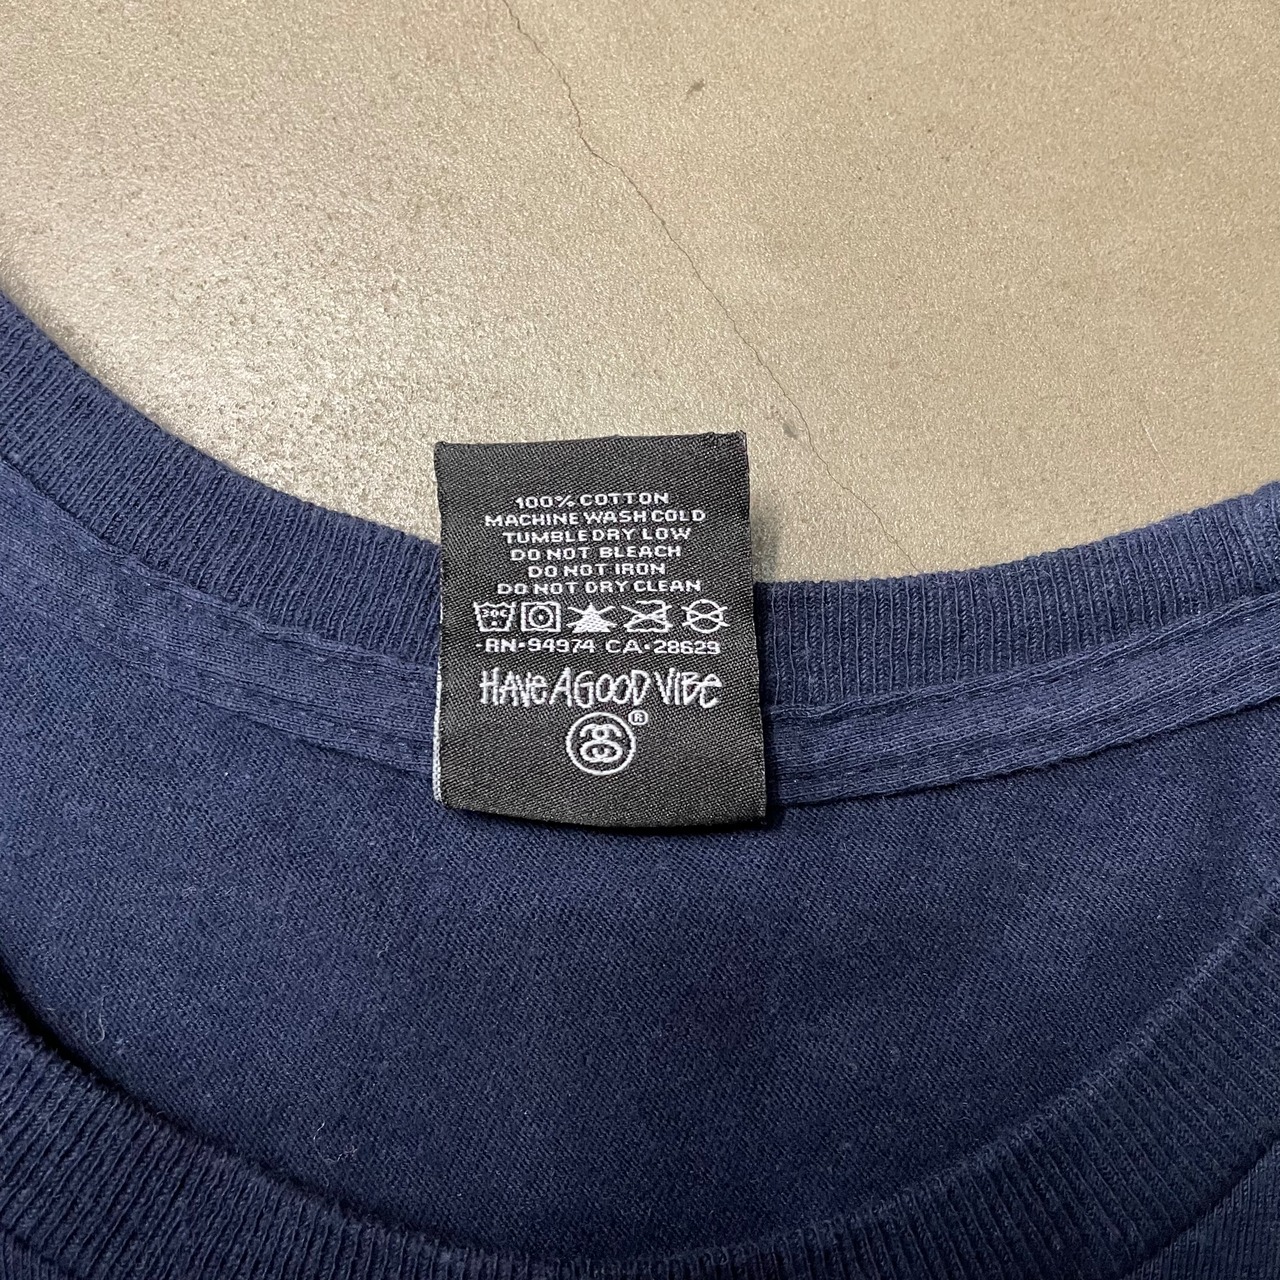 100% COTTON
MACHINE WASH COLD
TUMBLE DRY LOW
DO NOT BLEACH
DO NOT IRON
DO NOT DRY CLEAN
30C
-RN•94974 CA•28629
HAVE A GOOD VIBE
®